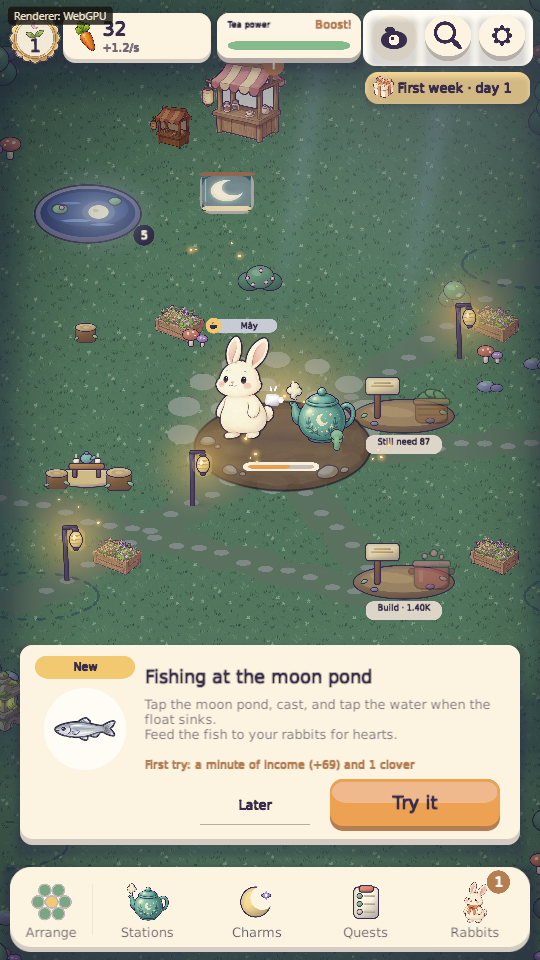 Renderer: WebGPU
1
32
+1.2/s
Tea power
Boost!
First week · day 1
5
Mây
Still need 87
Build · 1.40K
New
Fishing at the moon pond
Tap the moon pond, cast, and tap the water when the
float sinks.
Feed the fish to your rabbits for hearts.
First try: a minute of income (+69) and 1 clover
Later
Try it
1
Arrange
Stations
Charms
Quests
Rabbits